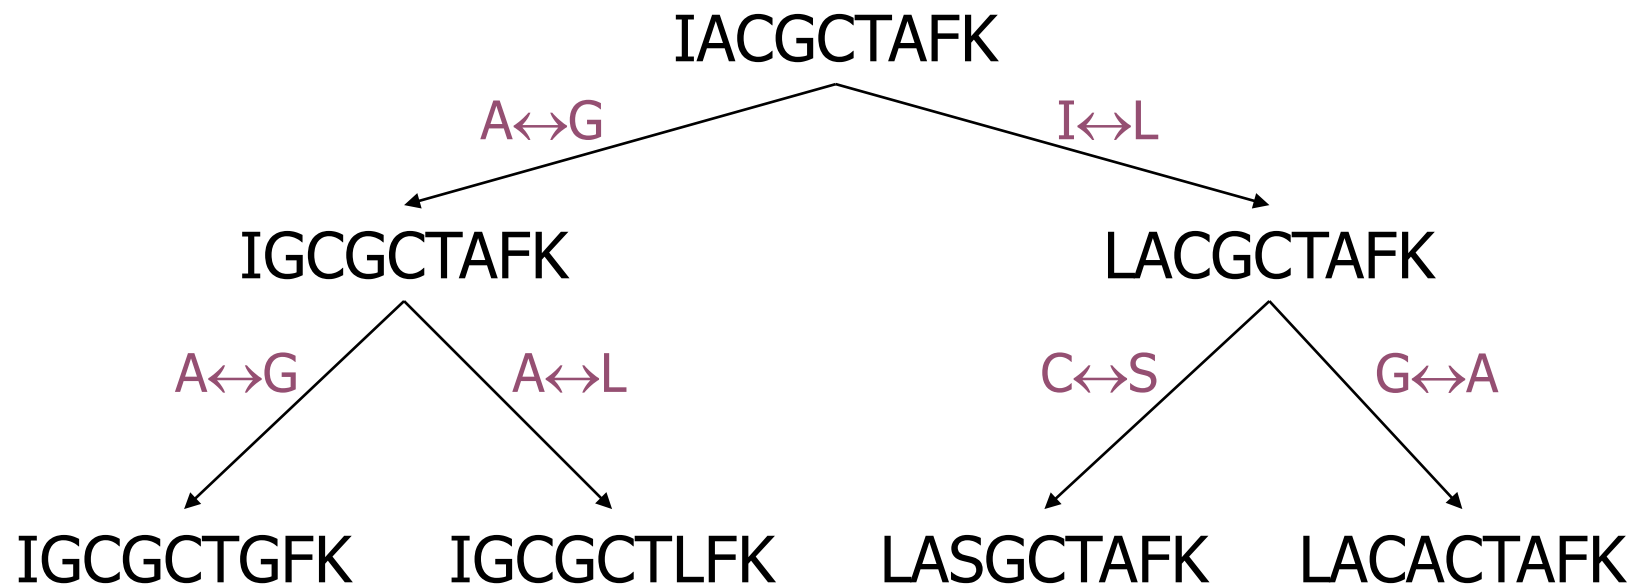 IACGCTAFK
A↔G I↔L
IGCGCTAFK LACGCTAFK
A↔G A↔L C↔S G↔A
IGCGCTGFK IGCGCTLFK LASGCTAFK LACACTAFK